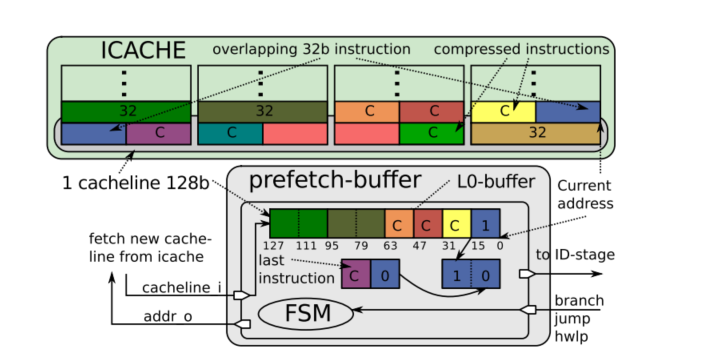 ICACHE
overlapping 32b instruction
compressed instructions
32
32
C
C
C
C
C
C
32
1 cacheline 128b
prefetch-buffer
L0-buffer
Current
address
C
C
C
1
127 111 95 79 63 47 31 15 0
fetch new cache-
line from icache
last
instruction
C
0
1
0
to ID-stage
cacheline_i
addr_o
FSM
branch
jump
hwlp